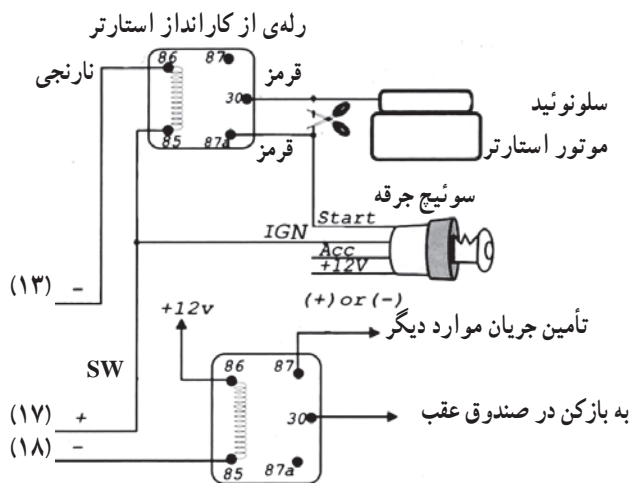 رله‌ی از کارانداز استارتر
نارنجی
86
87
قرمز
30
سلونوئید
موتور استارتر
85
87a
قرمز
سوئیچ جرقه
Start
IGN
Acc
+12V
(۱۳) -
+12v
(+) or (-)
تأمین جریان موارد دیگر
86
87
SW
30
به بازکن در صندوق عقب
(۱۷) +
(۱۸) -
85
87a